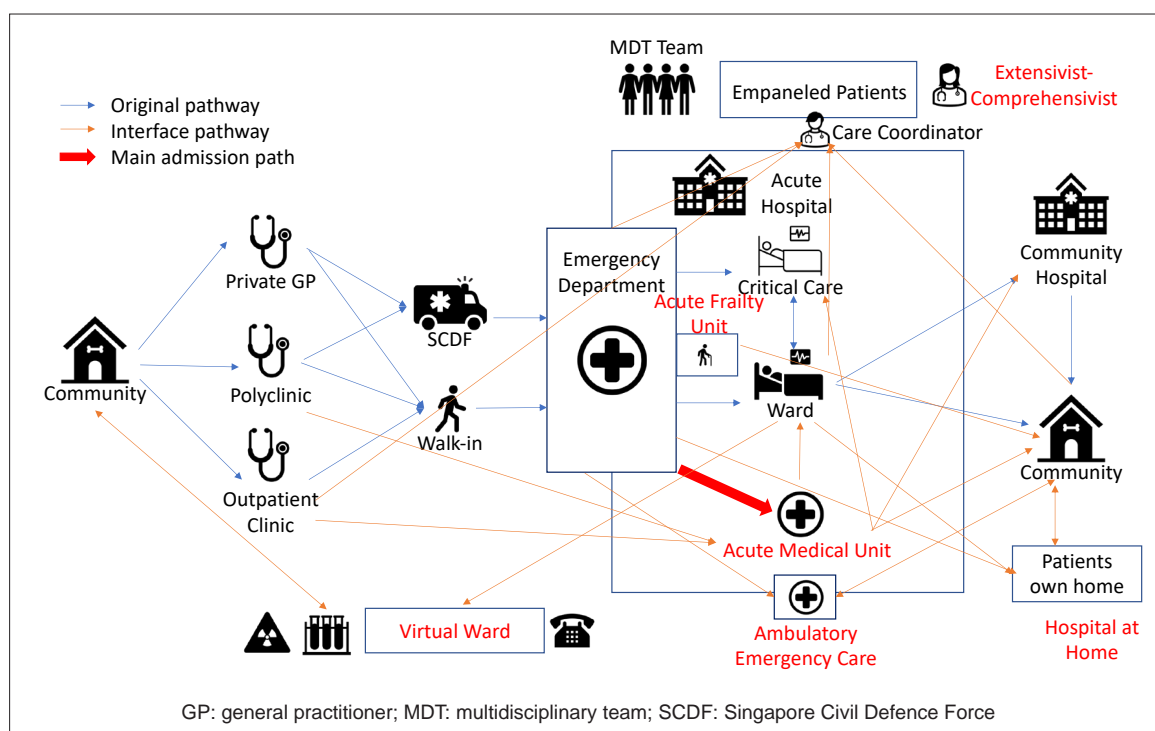 MDT Team
Empaneled Patients
Extensivist-
Comprehensivist
Care Coordinator
Original pathway
Interface pathway
Main admission path
Acute
Hospital
Private GP
Emergency
Department
Critical Care
Community
Hospital
Acute Frailty
Unit
SCDF
Community
Polyclinic
Walk-in
Ward
Community
Outpatient
Clinic
Acute Medical Unit
Patients
own home
Virtual Ward
Ambulatory
Emergency Care
Hospital at
Home
GP: general practitioner; MDT: multidisciplinary team; SCDF: Singapore Civil Defence Force